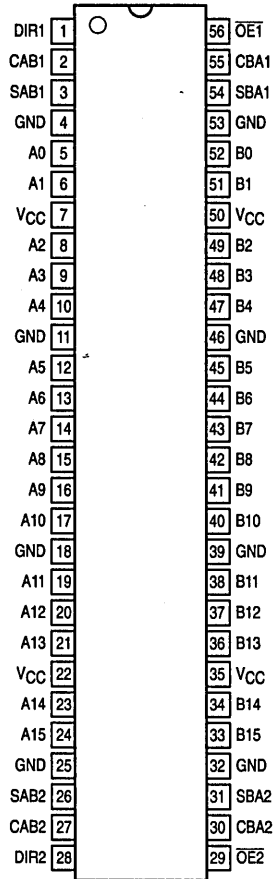 DIR1 1 56 O̅E̅1̅
CAB1 2 55 CBA1
SAB1 3 54 SBA1
GND 4 53 GND
A0 5 52 B0
A1 6 51 B1
VCC 7 50 VCC
A2 8 49 B2
A3 9 48 B3
A4 10 47 B4
GND 11 46 GND
A5 12 45 B5
A6 13 44 B6
A7 14 43 B7
A8 15 42 B8
A9 16 41 B9
A10 17 40 B10
GND 18 39 GND
A11 19 38 B11
A12 20 37 B12
A13 21 36 B13
VCC 22 35 VCC
A14 23 34 B14
A15 24 33 B15
GND 25 32 GND
SAB2 26 31 SBA2
CAB2 27 30 CBA2
DIR2 28 29 O̅E̅2̅